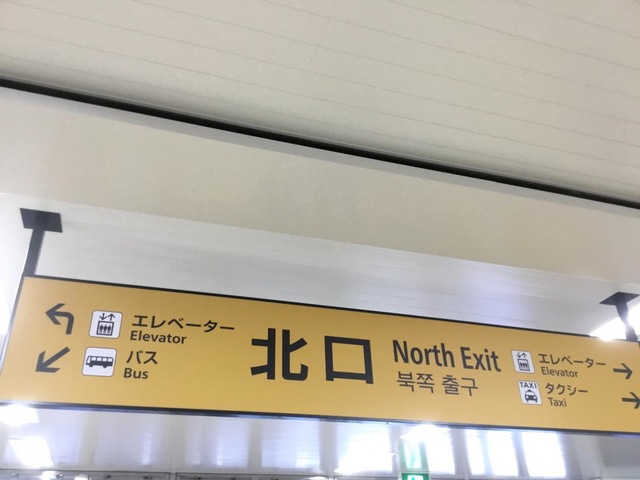 エレベーター
Elevator
バス
Bus
北口
North Exit
북쪽 출구
エレベーター
Elevator
TAXI
タクシー
Taxi